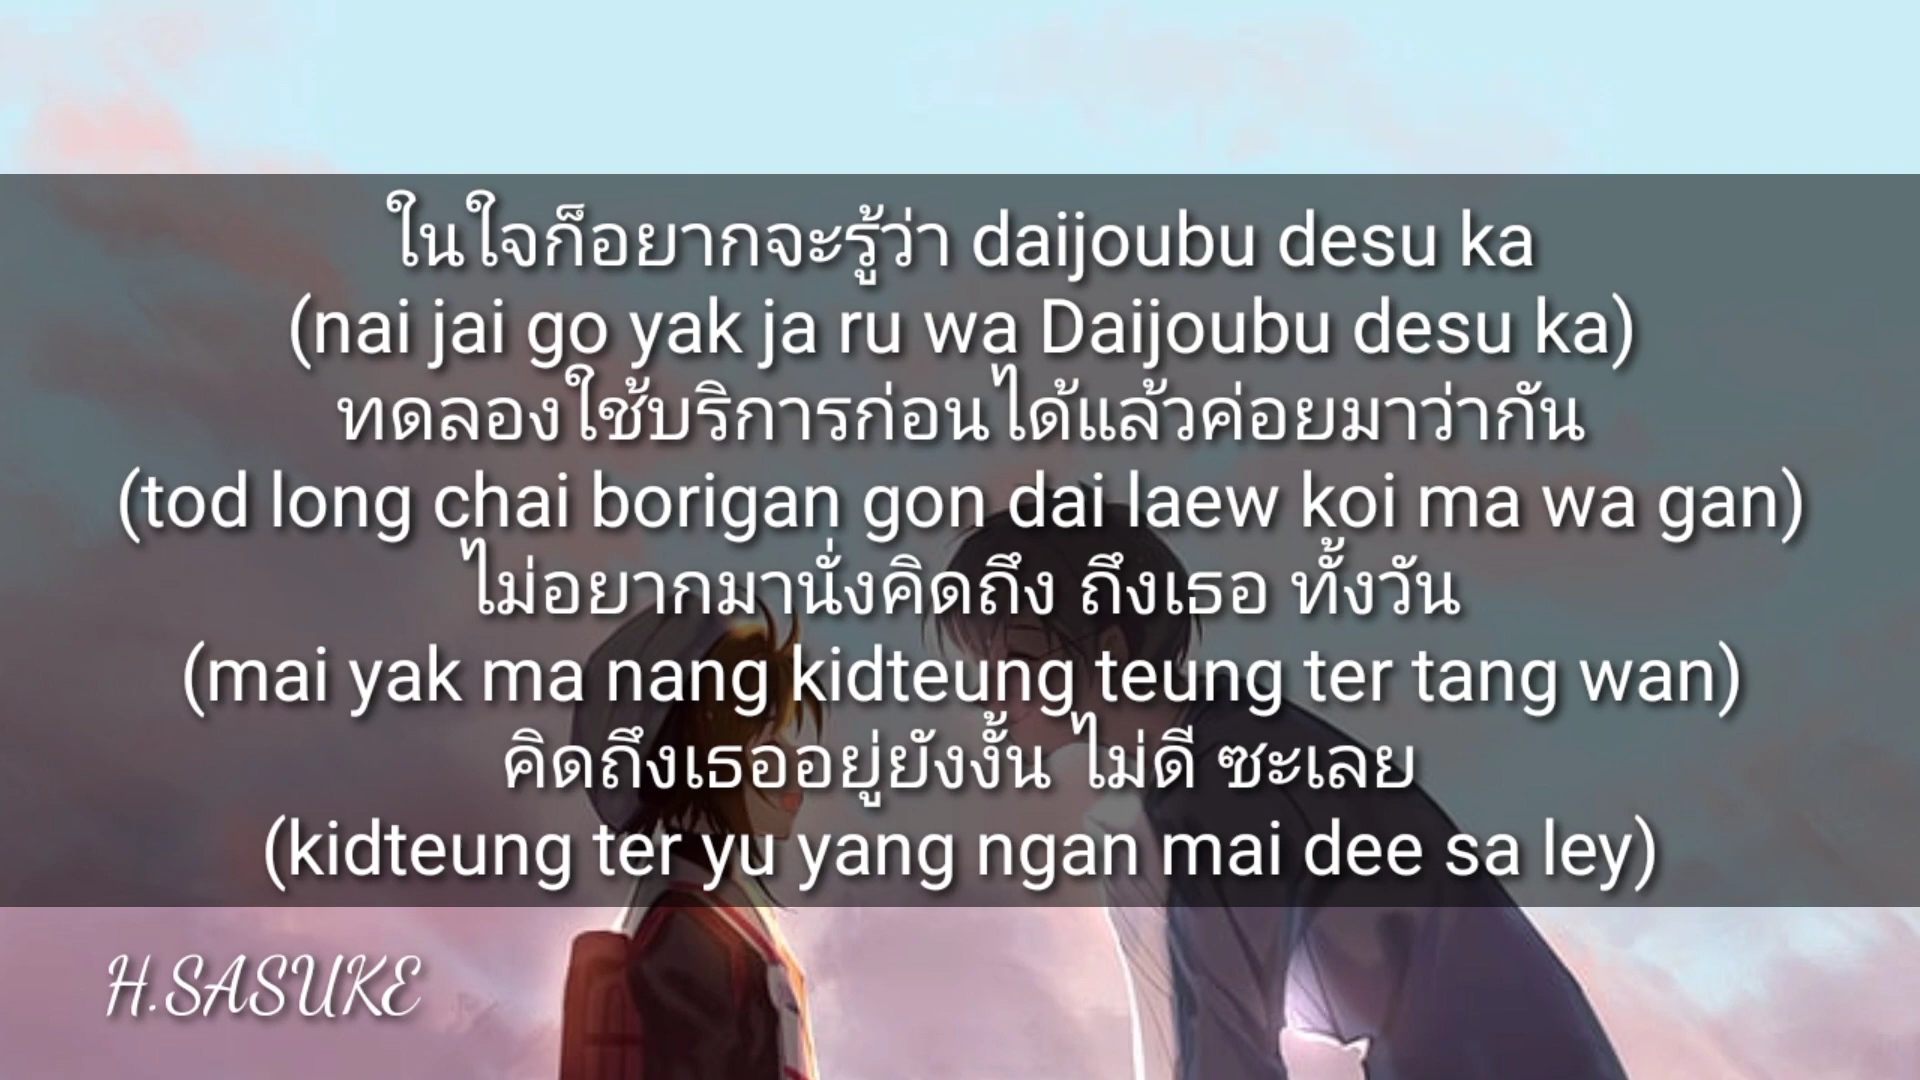 ในใจก็อยากจะรู้ว่า daijoubu desu ka
(nai jai go yak ja ru wa Daijoubu desu ka)
ทดลองใช้บริการก่อนได้แล้วค่อยมาว่ากัน
(tod long chai borigan gon dai laew koi ma wa gan)
ไม่อยากมานั่งคิดถึง ถึงเธอ ทั้งวัน
(mai yak ma nang kidteung teung ter tang wan)
คิดถึงเธออยู่ยังงั้น ไม่ดี ซะเลย
(kidteung ter yu yang ngan mai dee sa ley)
H.SASUKE